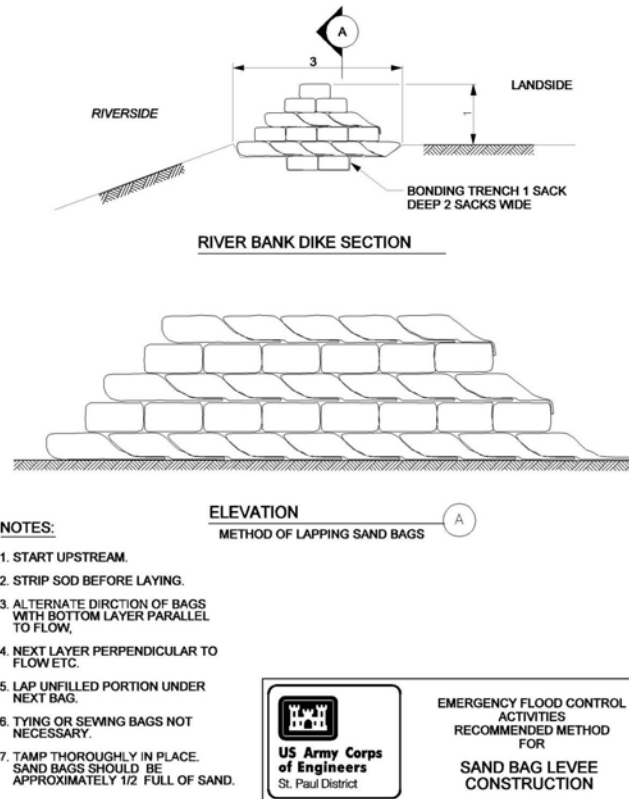 A
3
LANDSIDE
RIVERSIDE
1
BONDING TRENCH 1 SACK
DEEP 2 SACKS WIDE
RIVER BANK DIKE SECTION
ELEVATION
METHOD OF LAPPING SAND BAGS
A
NOTES:
1. START UPSTREAM.
2. STRIP SOD BEFORE LAYING.
3. ALTERNATE DIRCTION OF BAGS
WITH BOTTOM LAYER PARALLEL
TO FLOW,
4. NEXT LAYER PERPENDICULAR TO
FLOW ETC.
5. LAP UNFILLED PORTION UNDER
NEXT BAG.
6. TYING OR SEWING BAGS NOT
NECESSARY.
7. TAMP THOROUGHLY IN PLACE.
SAND BAGS SHOULD BE
APPROXIMATELY 1/2 FULL OF SAND.
US Army Corps
of Engineers
St. Paul District
EMERGENCY FLOOD CONTROL
ACTIVITIES
RECOMMENDED METHOD
FOR
SAND BAG LEVEE
CONSTRUCTION